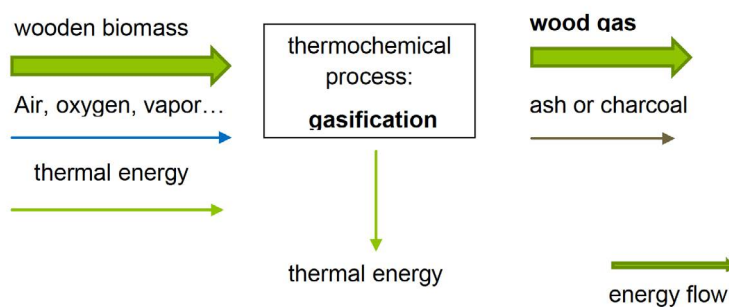 wooden biomass
Air, oxygen, vapor…
thermal energy
thermochemical
process:
gasification
thermal energy
wood gas
ash or charcoal
energy flow